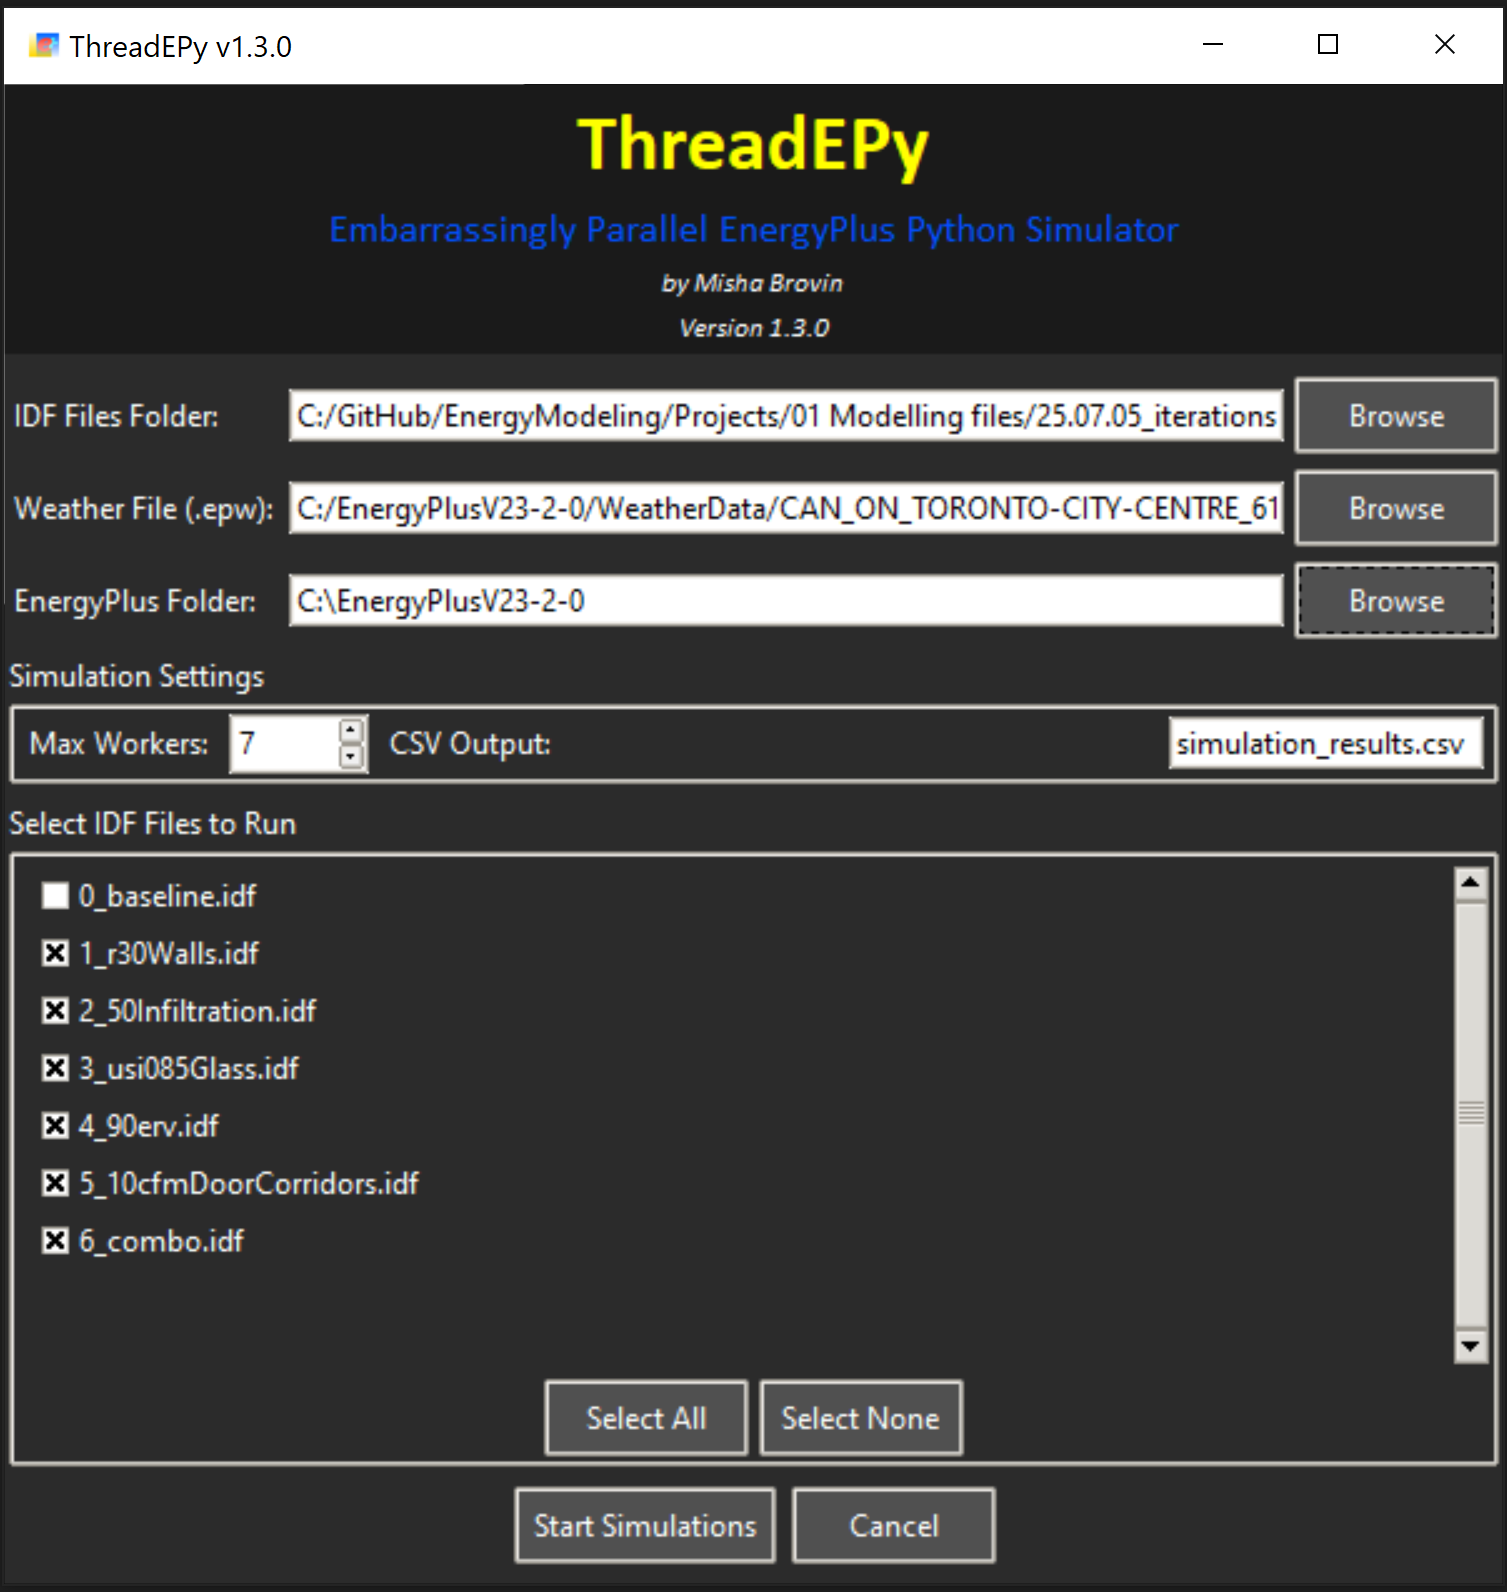 ThreadEPy v1.3.0
ThreadEPy
Embarrassingly Parallel EnergyPlus Python Simulator
by Misha Brovin
Version 1.3.0
IDF Files Folder: C:/GitHub/EnergyModeling/Projects/01 Modelling files/25.07.05_iterations Browse
Weather File (.epw): C:/EnergyPlusV23-2-0/WeatherData/CAN_ON_TORONTO-CITY-CENTRE_61 Browse
EnergyPlus Folder: C:\EnergyPlusV23-2-0 Browse
Simulation Settings
Max Workers: 7 CSV Output: simulation_results.csv
Select IDF Files to Run
0_baseline.idf
1_r30Walls.idf
2_50Infiltration.idf
3_usi085Glass.idf
4_90erv.idf
5_10cfmDoorCorridors.idf
6_combo.idf
Select All Select None
Start Simulations Cancel